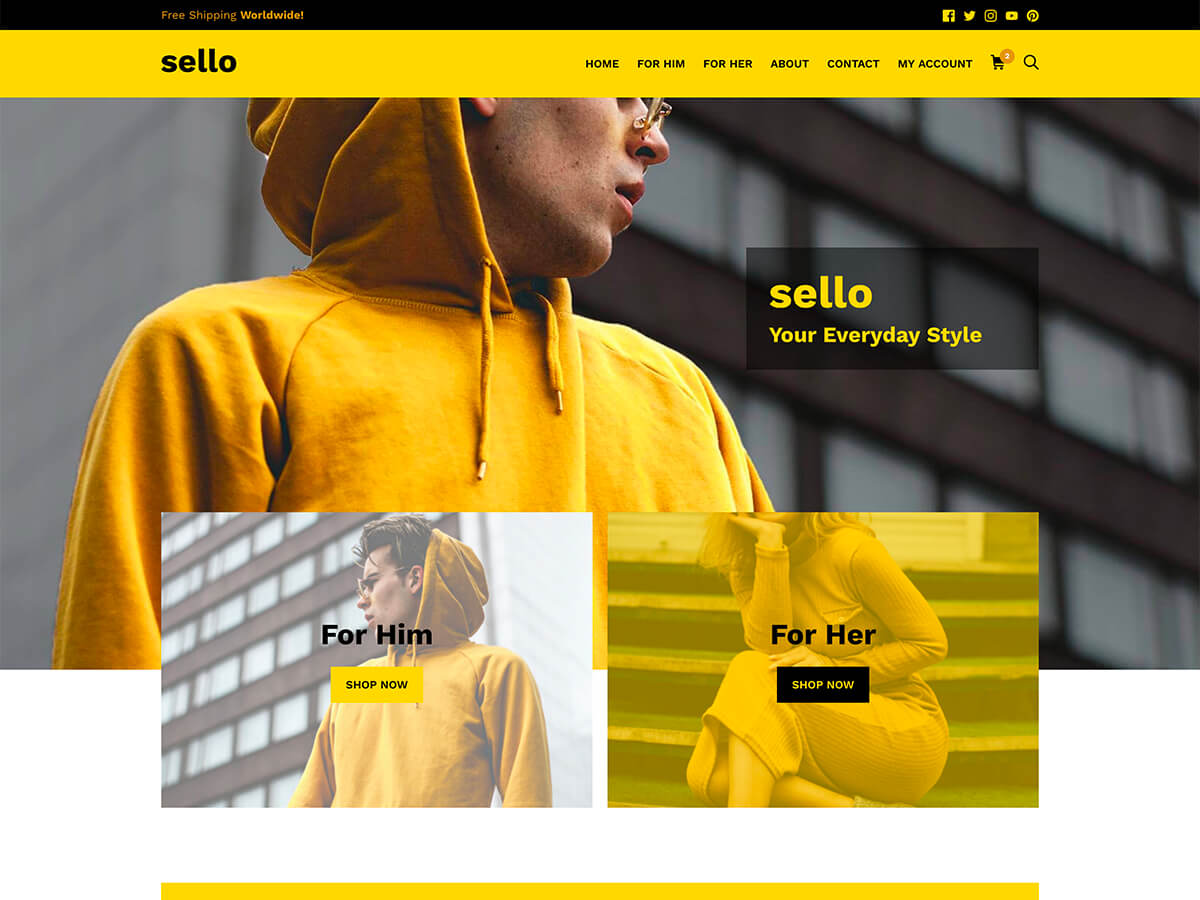 Free Shipping Worldwide!
sello
HOME FOR HIM FOR HER ABOUT CONTACT MY ACCOUNT 2
sello
Your Everyday Style
For Him
SHOP NOW
For Her
SHOP NOW